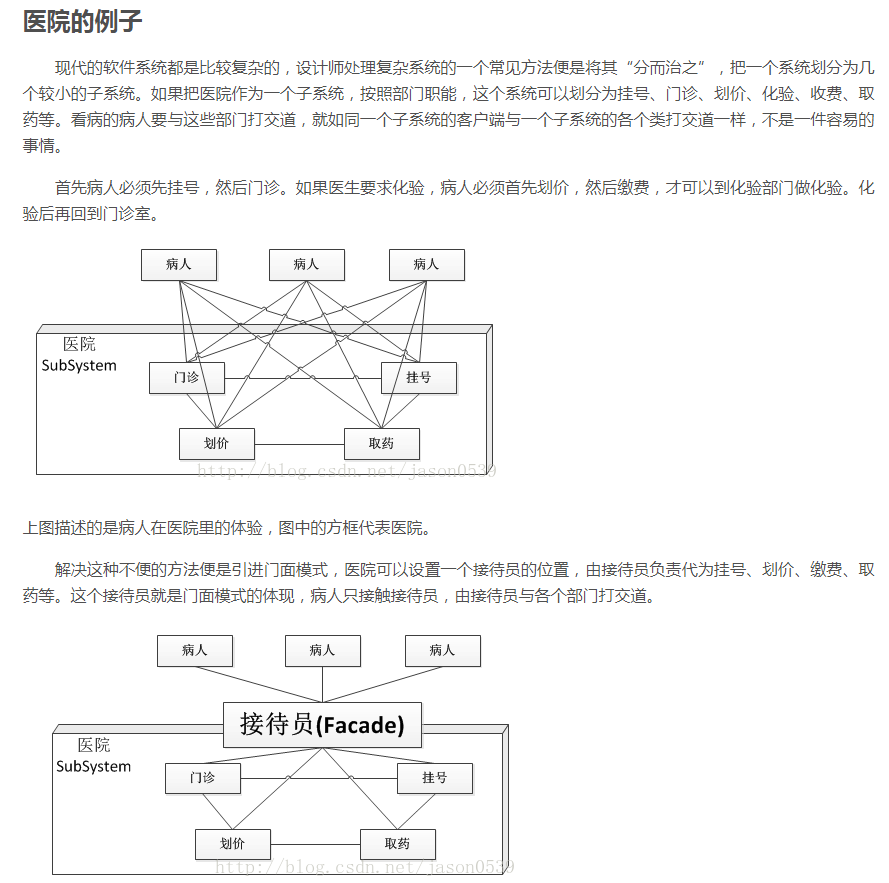 医院的例子
现代的软件系统都是比较复杂的，设计师处理复杂系统的一个常见方法便是将其“分而治之”，把一个系统划分为几
个较小的子系统。如果把医院作为一个子系统，按照部门职能，这个系统可以划分为挂号、门诊、划价、化验、收费、取
药等。看病的病人要与这些部门打交道，就如同一个子系统的客户端与一个子系统的各个类打交道一样，不是一件容易的
事情。
首先病人必须先挂号，然后门诊。如果医生要求化验，病人必须首先划价，然后缴费，才可以到化验部门做化验。化
验后再回到门诊室。
病人 病人 病人
医院
SubSystem
门诊 挂号
划价 取药
http://blog.csdn.net/jason0539
上图描述的是病人在医院里的体验，图中的方框代表医院。
解决这种不便的方法便是引进门面模式，医院可以设置一个接待员的位置，由接待员负责代为挂号、划价、缴费、取
药等。这个接待员就是门面模式的体现，病人只接触接待员，由接待员与各个部门打交道。
病人 病人 病人
接待员(Facade)
医院
SubSystem
门诊 挂号
划价 取药
http://blog.csdn.net/jason0539